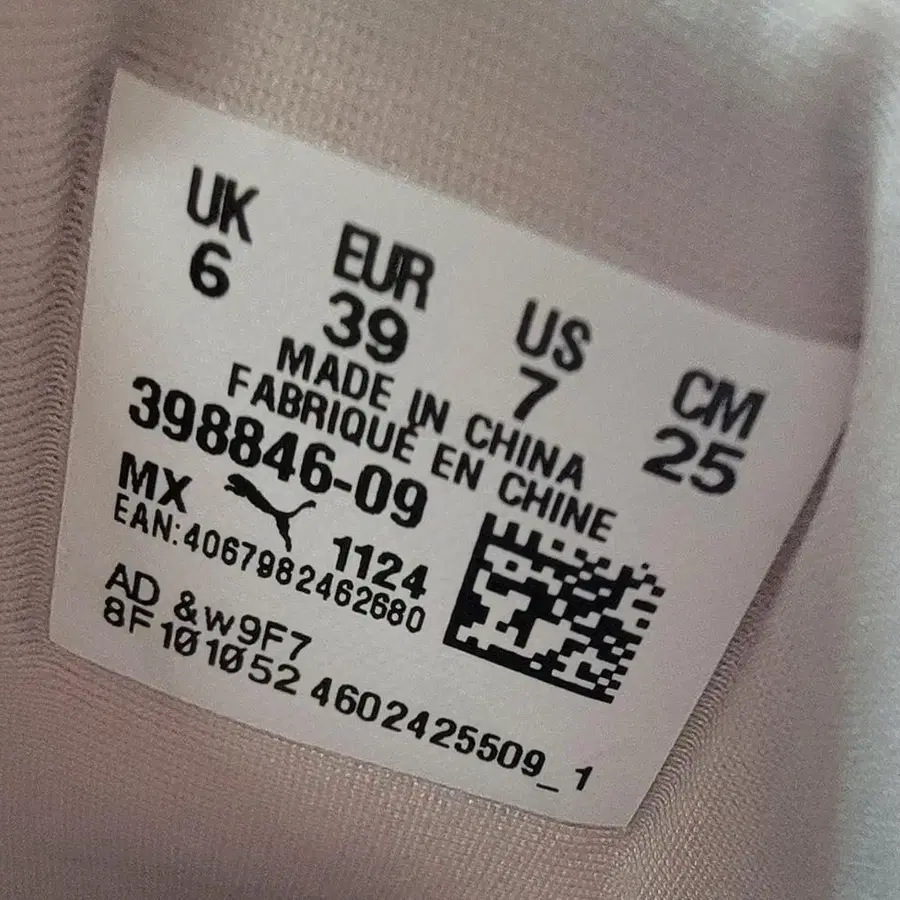 UK EUR US CM
6 39 7 25
MADE IN CHINA
FABRIQUÉ EN CHINE
398846-09
MX 1124
EAN:4067982462680
AD &W9F7
8F101052 4602425509_1